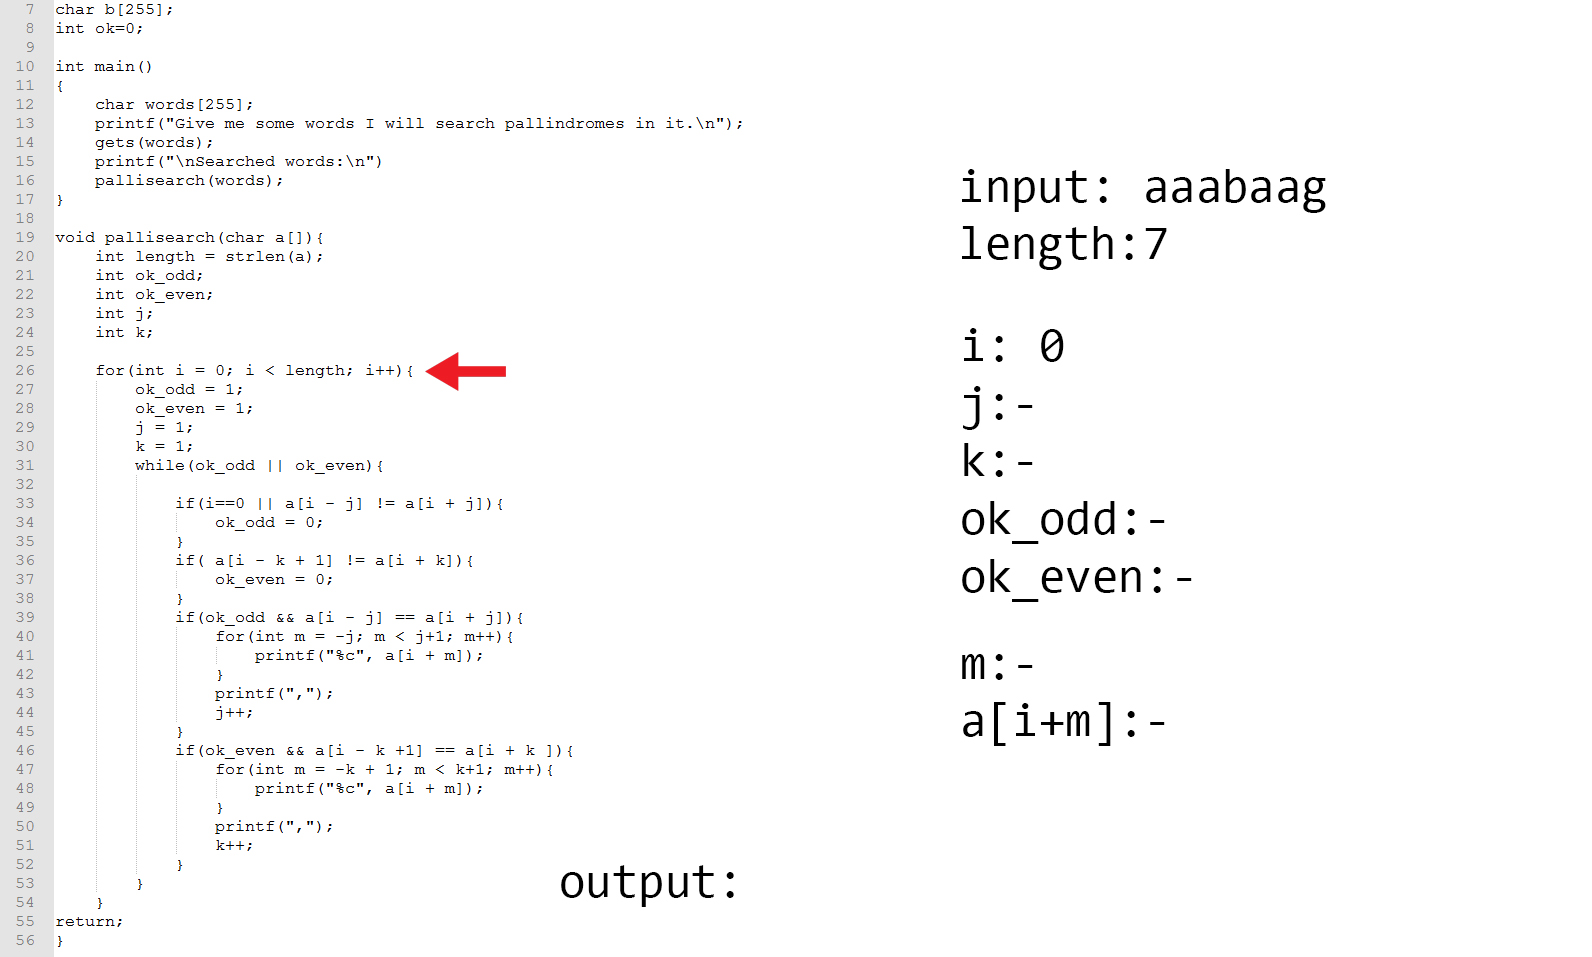 7 char b[255];
8 int ok=0;
9
10 int main()
11 {
12     char words[255];
13     printf("Give me some words I will search pallindromes in it.\n");
14     gets(words);
15     printf("\nSearched words:\n")
16     pallisearch(words);
17 }
18
19 void pallisearch(char a[]){
20     int length = strlen(a);
21     int ok_odd;
22     int ok_even;
23     int j;
24     int k;
25
26     for(int i = 0; i < length; i++){
27         ok_odd = 1;
28         ok_even = 1;
29         j = 1;
30         k = 1;
31         while(ok_odd || ok_even){
32
33             if(i==0 || a[i - j] != a[i + j]){
34                 ok_odd = 0;
35             }
36             if( a[i - k + 1] != a[i + k]){
37                 ok_even = 0;
38             }
39             if(ok_odd && a[i - j] == a[i + j]){
40                 for(int m = -j; m < j+1; m++){
41                     printf("%c", a[i + m]);
42                 }
43                 printf(",");
44                 j++;
45             }
46             if(ok_even && a[i - k +1] == a[i + k ]){
47                 for(int m = -k + 1; m < k+1; m++){
48                     printf("%c", a[i + m]);
49                 }
50                 printf(",");
51                 k++;
52             }
53         }
54     }
55 return;
56 }
input: aaabaag
length:7
i: 0
j:-
k:-
ok_odd:-
ok_even:-
m:-
a[i+m]:-
output: